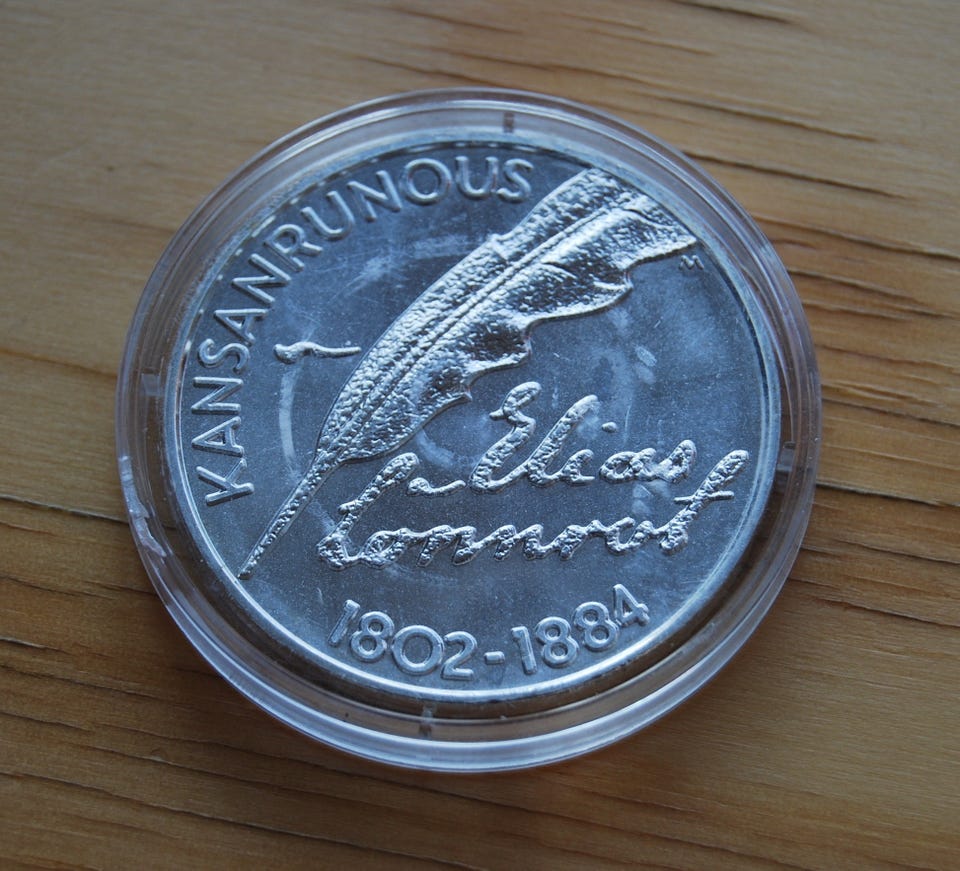 KANSANRUNOUS
Elias
Lönnrot
1802-1884
M